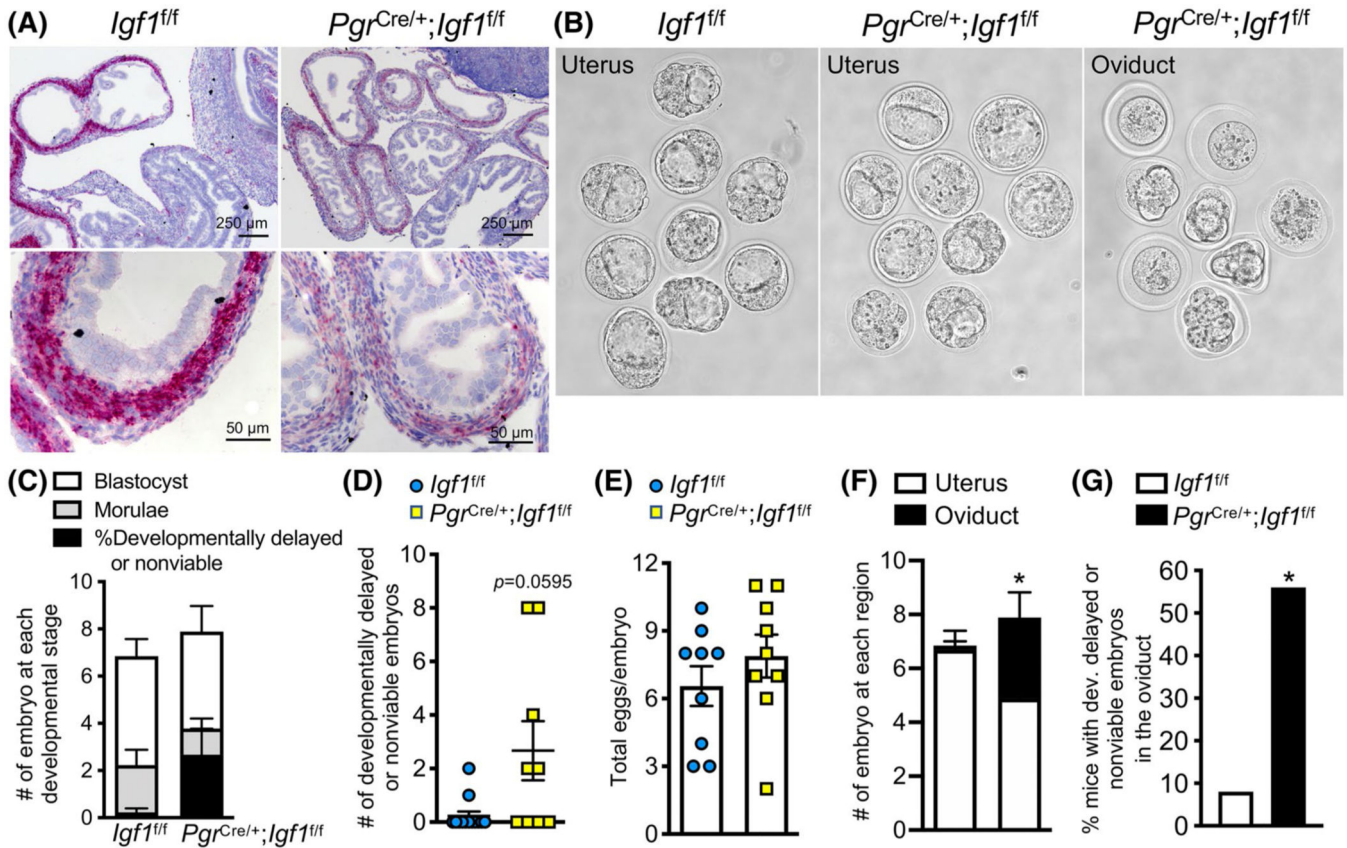 (A)
Igf1f/f
PgrCre/+;Igf1f/f
250 µm
250 µm
50 µm
50 µm
(B)
Igf1f/f
PgrCre/+;Igf1f/f
PgrCre/+;Igf1f/f
Uterus
Uterus
Oviduct
(C)
Blastocyst
Morulae
%Developmentally delayed
or nonviable
# of embryo at each
developmental stage
10
8
6
4
2
0
Igf1f/f
PgrCre/+;Igf1f/f
(D)
Igf1f/f
PgrCre/+;Igf1f/f
# of developmentally delayed
or nonviable embryos
10
8
6
4
2
0
p=0.0595
(E)
Igf1f/f
PgrCre/+;Igf1f/f
Total eggs/embryo
12
9
6
3
0
(F)
Uterus
Oviduct
# of embryo at each region
10
8
6
4
2
0
*
(G)
Igf1f/f
PgrCre/+;Igf1f/f
% mice with dev. delayed or
nonviable embryos
in the oviduct
60
50
40
30
20
10
0
*